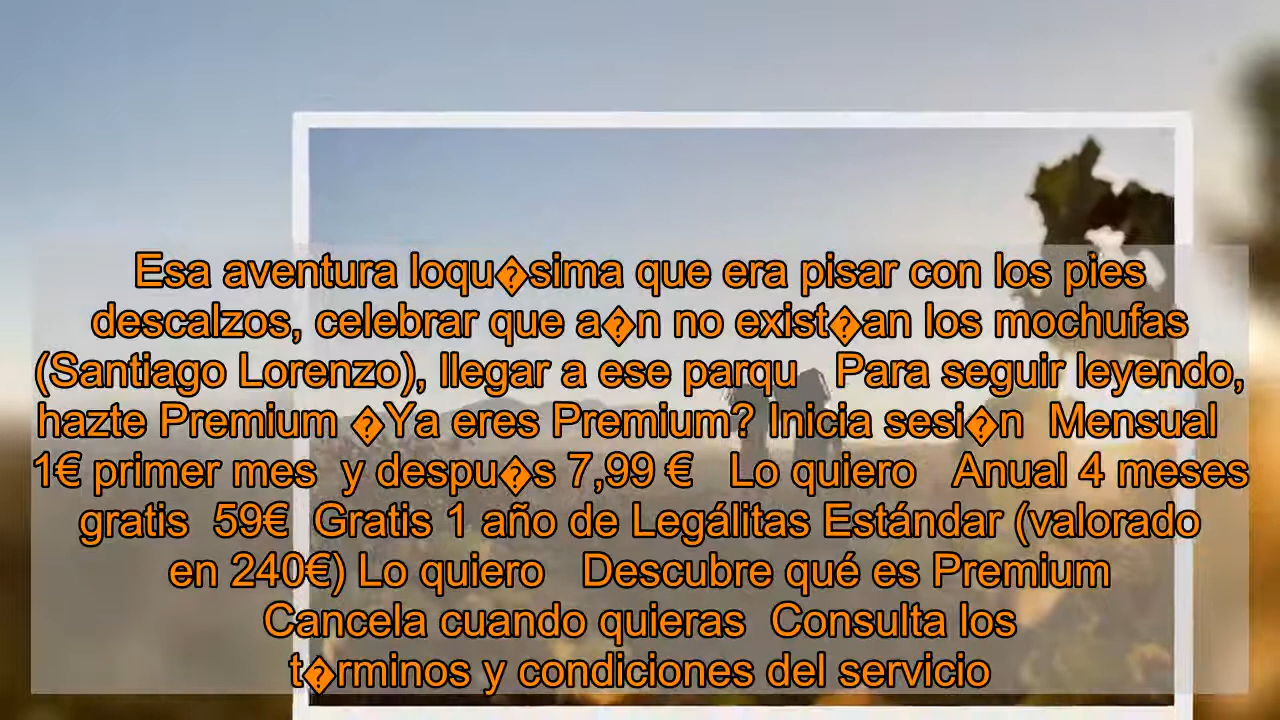 Esa aventura loqu�sima que era pisar con los pies
descalzos, celebrar que a�n no exist�an los mochufas
(Santiago Lorenzo), llegar a ese parqu   Para seguir leyendo,
hazte Premium �Ya eres Premium? Inicia sesi�n  Mensual
1€ primer mes  y despu�s 7,99 €   Lo quiero   Anual 4 meses
gratis  59€  Gratis 1 año de Legálitas Estándar (valorado
en 240€) Lo quiero   Descubre qué es Premium
Cancela cuando quieras  Consulta los
t�rminos y condiciones del servicio